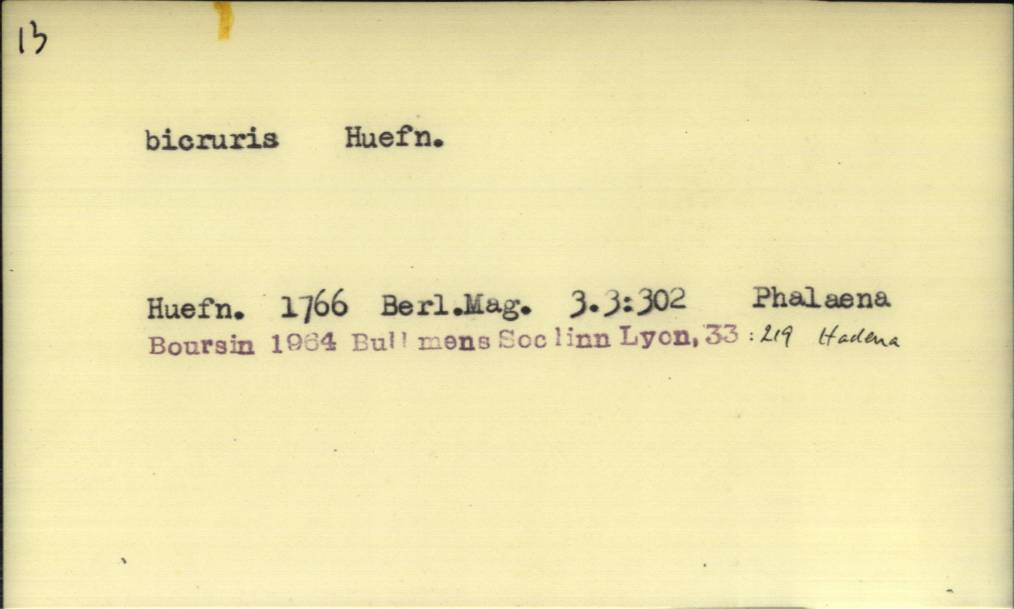 13
bicruris Huefn.
Huefn. 1766 Berl.Mag. 3.3:302 Phalaena
Boursin 1964 Bull mens Soc linn Lyon, 33 : 219 Hadena